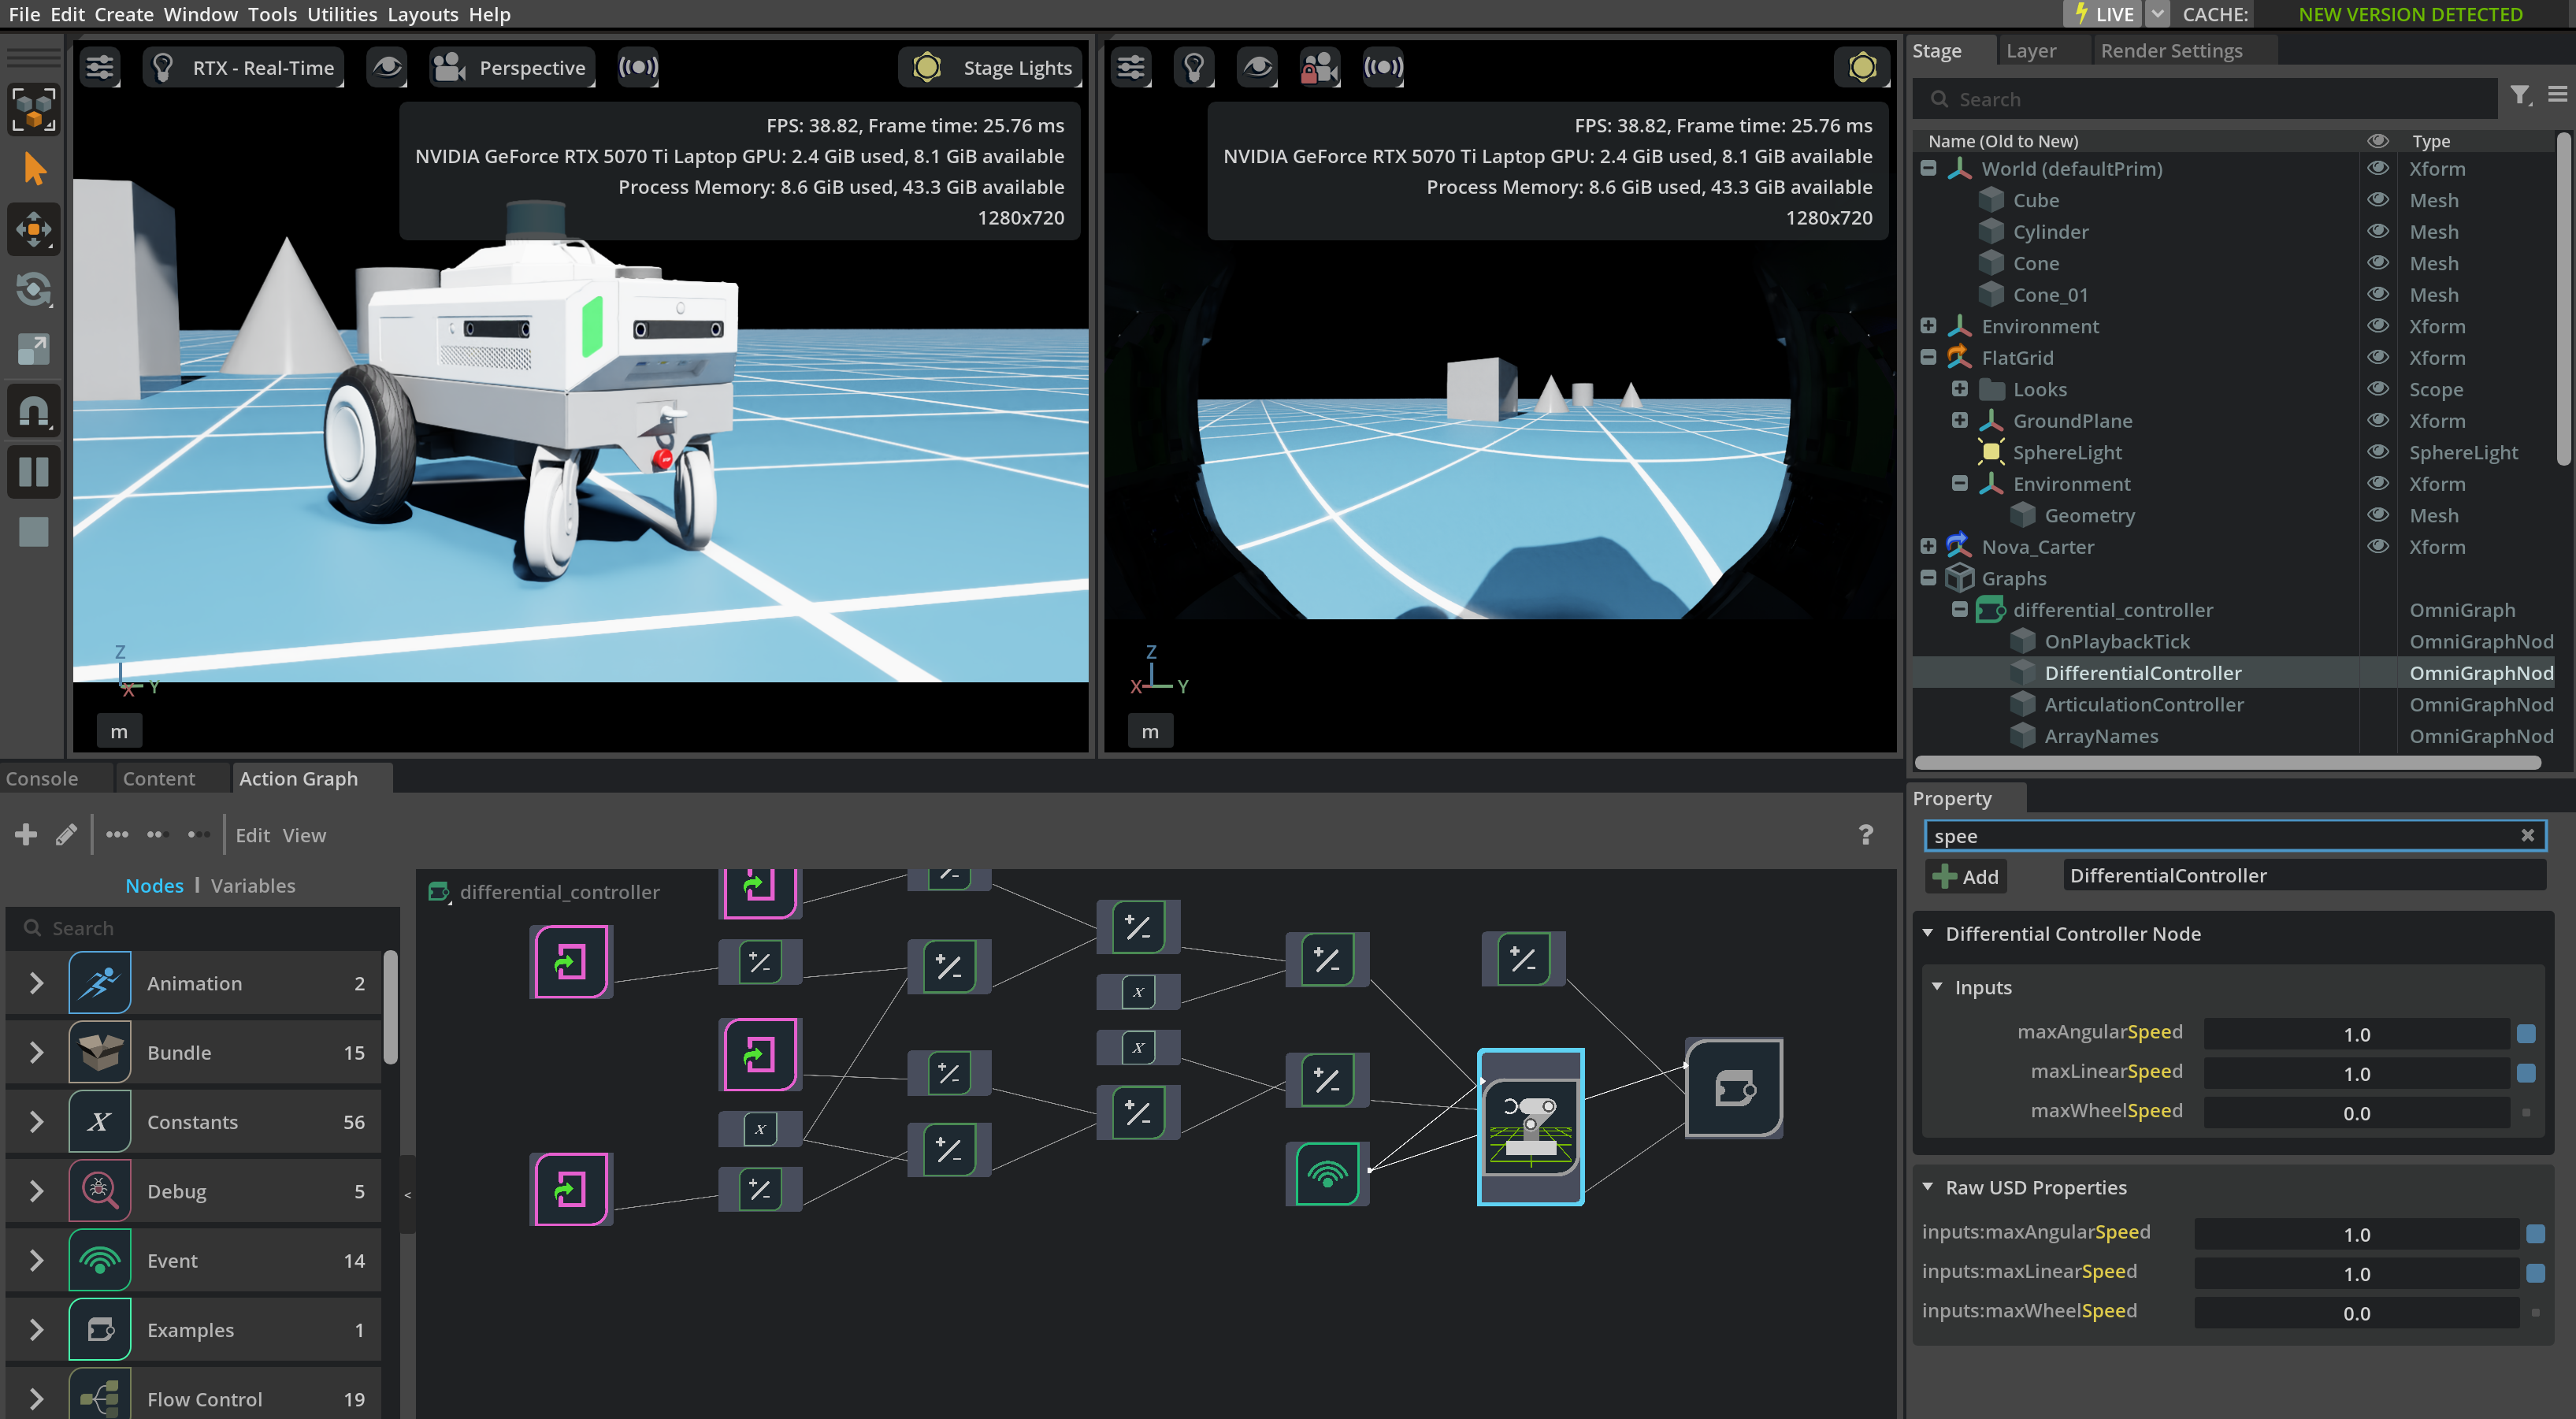 File Edit Create Window Tools Utilities Layouts Help
LIVE CACHE: NEW VERSION DETECTED
RTX - Real-Time Perspective Stage Lights
FPS: 38.82, Frame time: 25.76 ms
NVIDIA GeForce RTX 5070 Ti Laptop GPU: 2.4 GiB used, 8.1 GiB available
Process Memory: 8.6 GiB used, 43.3 GiB available
1280x720
Z
X Y
m
FPS: 38.82, Frame time: 25.76 ms
NVIDIA GeForce RTX 5070 Ti Laptop GPU: 2.4 GiB used, 8.1 GiB available
Process Memory: 8.6 GiB used, 43.3 GiB available
1280x720
Z
X Y
m
Stage Layer Render Settings
Search
Name (Old to New) Type
World (defaultPrim) Xform
Cube Mesh
Cylinder Mesh
Cone Mesh
Cone_01 Mesh
Environment Xform
FlatGrid Xform
Looks Scope
GroundPlane Xform
SphereLight SphereLight
Environment Xform
Geometry Mesh
Nova_Carter Xform
Graphs
differential_controller OmniGraph
OnPlaybackTick OmniGraphNod
DifferentialController OmniGraphNod
ArticulationController OmniGraphNod
ArrayNames OmniGraphNod
Console Content Action Graph
Edit View ?
Nodes | Variables
Search
Animation 2
Bundle 15
X Constants 56
Debug 5
Event 14
Examples 1
Flow Control 19
<
differential_controller
X
X
X
Property
spee
Add DifferentialController
Differential Controller Node
Inputs
maxAngularSpeed 1.0
maxLinearSpeed 1.0
maxWheelSpeed 0.0
Raw USD Properties
inputs:maxAngularSpeed 1.0
inputs:maxLinearSpeed 1.0
inputs:maxWheelSpeed 0.0